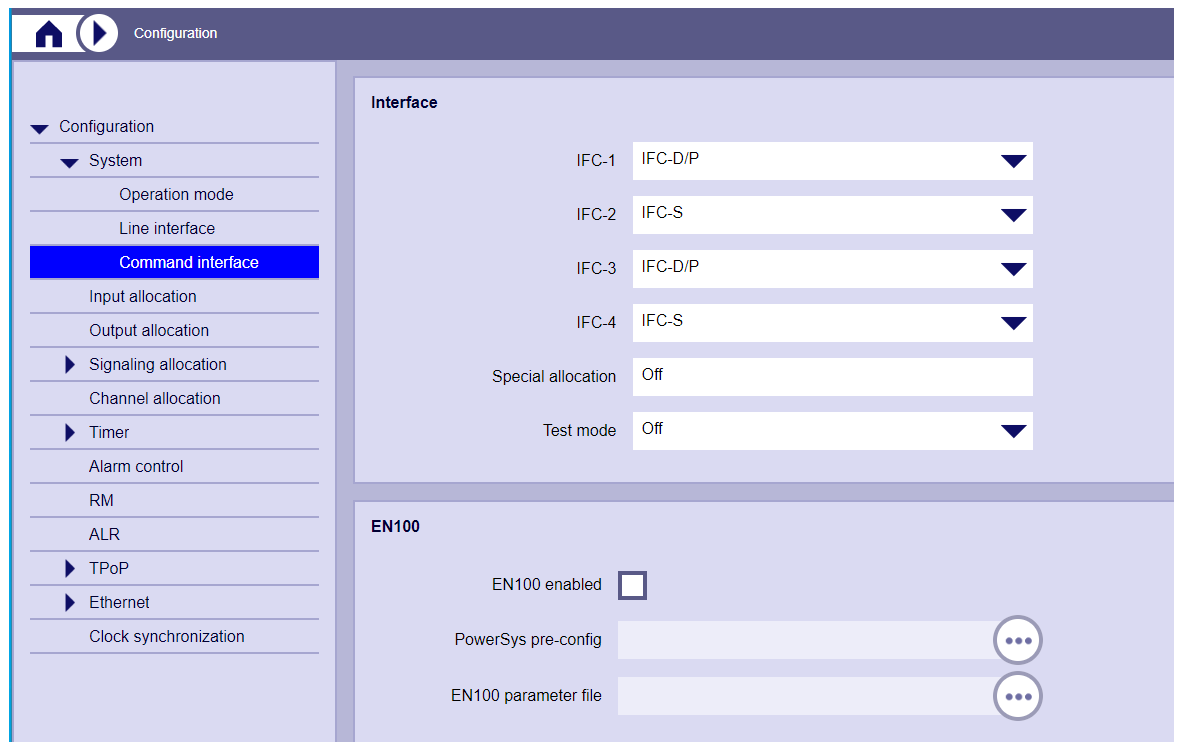 Configuration
Configuration
System
Operation mode
Line interface
Command interface
Input allocation
Output allocation
Signaling allocation
Channel allocation
Timer
Alarm control
RM
ALR
TPoP
Ethernet
Clock synchronization
Interface
IFC-1 IFC-D/P
IFC-2 IFC-S
IFC-3 IFC-D/P
IFC-4 IFC-S
Special allocation Off
Test mode Off
EN100
EN100 enabled
PowerSys pre-config
EN100 parameter file